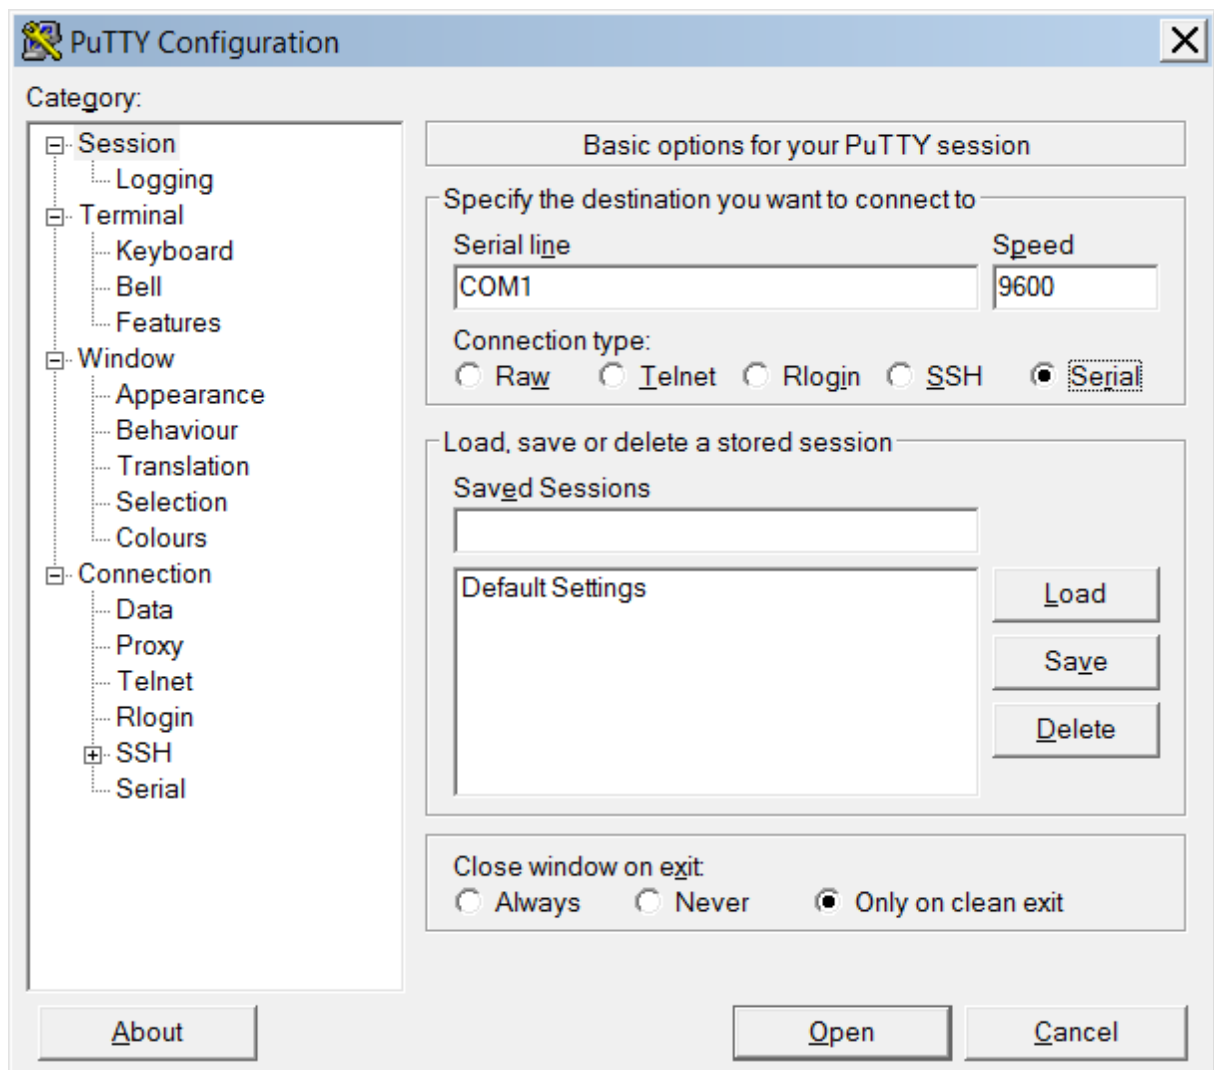 PuTTY Configuration
Category:
Session
Logging
Terminal
Keyboard
Bell
Features
Window
Appearance
Behaviour
Translation
Selection
Colours
Connection
Data
Proxy
Telnet
Rlogin
SSH
Serial
Basic options for your PuTTY session
Specify the destination you want to connect to
Serial line Speed
COM1 9600
Connection type:
Raw Telnet Rlogin SSH Serial
Load, save or delete a stored session
Saved Sessions
Default Settings
Load
Save
Delete
Close window on exit:
Always Never Only on clean exit
About Open Cancel